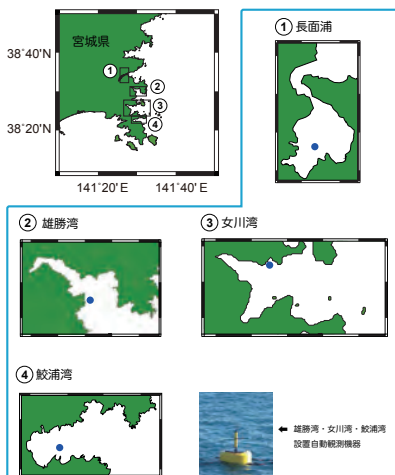 38°40'N
宮城県
1
2
3
4
38°20'N
141°20'E 141°40'E
① 長面浦
② 雄勝湾
③ 女川湾
④ 鮫浦湾
← 雄勝湾・女川湾・鮫浦湾
設置自動観測機器